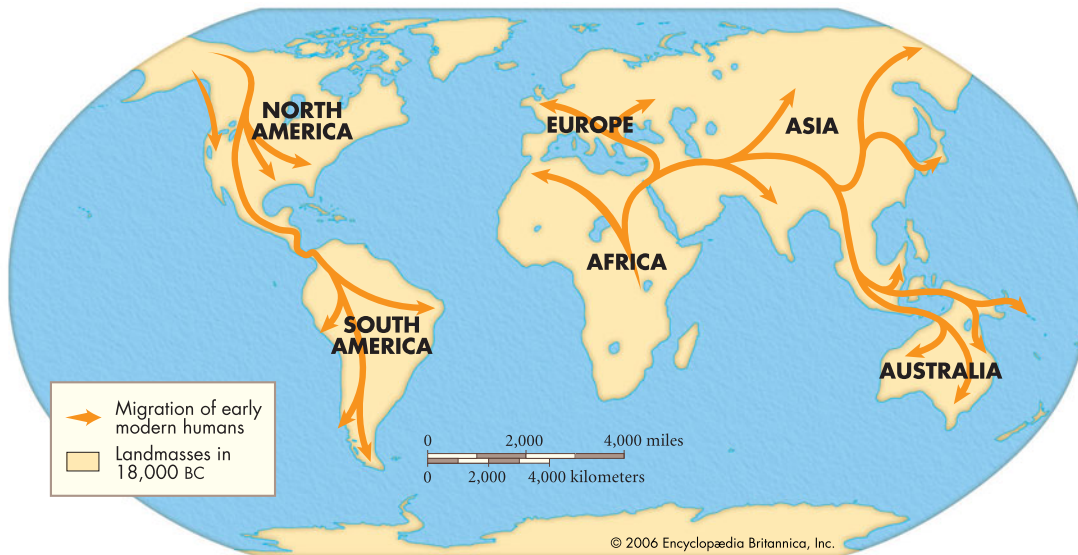 NORTH
AMERICA
EUROPE
ASIA
AFRICA
SOUTH
AMERICA
AUSTRALIA
Migration of early
modern humans
Landmasses in
18,000 BC
0 2,000 4,000 miles
0 2,000 4,000 kilometers
© 2006 Encyclopædia Britannica, Inc.